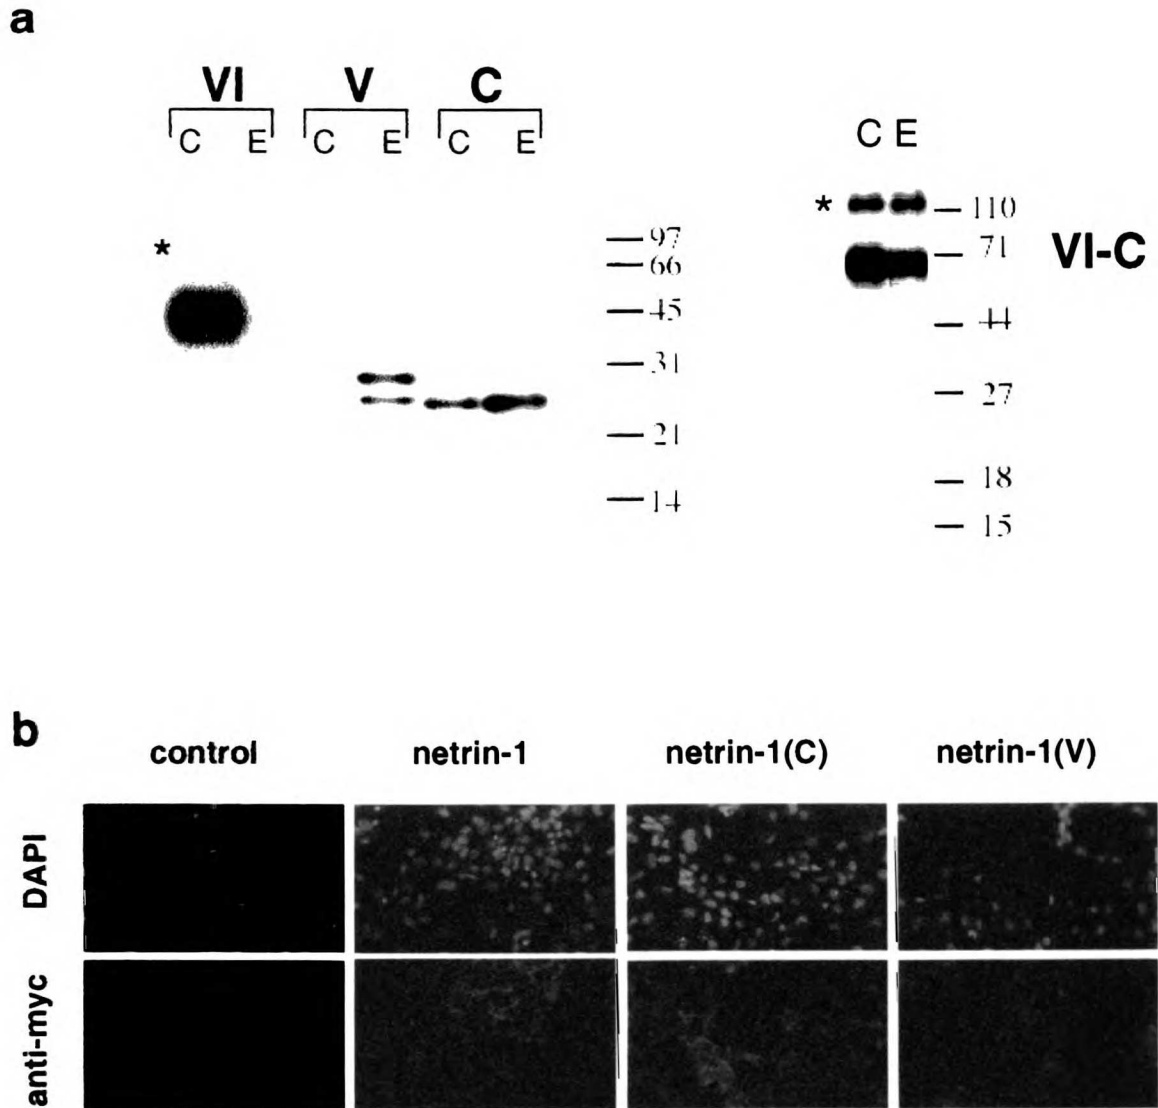 a
VI V C
C E C E C E
C E
* 110
* 97
71 VI-C
66
45
44
31
27
21
18
14
15
b
control netrin-1 netrin-1(C) netrin-1(V)
DAPI
anti-myc